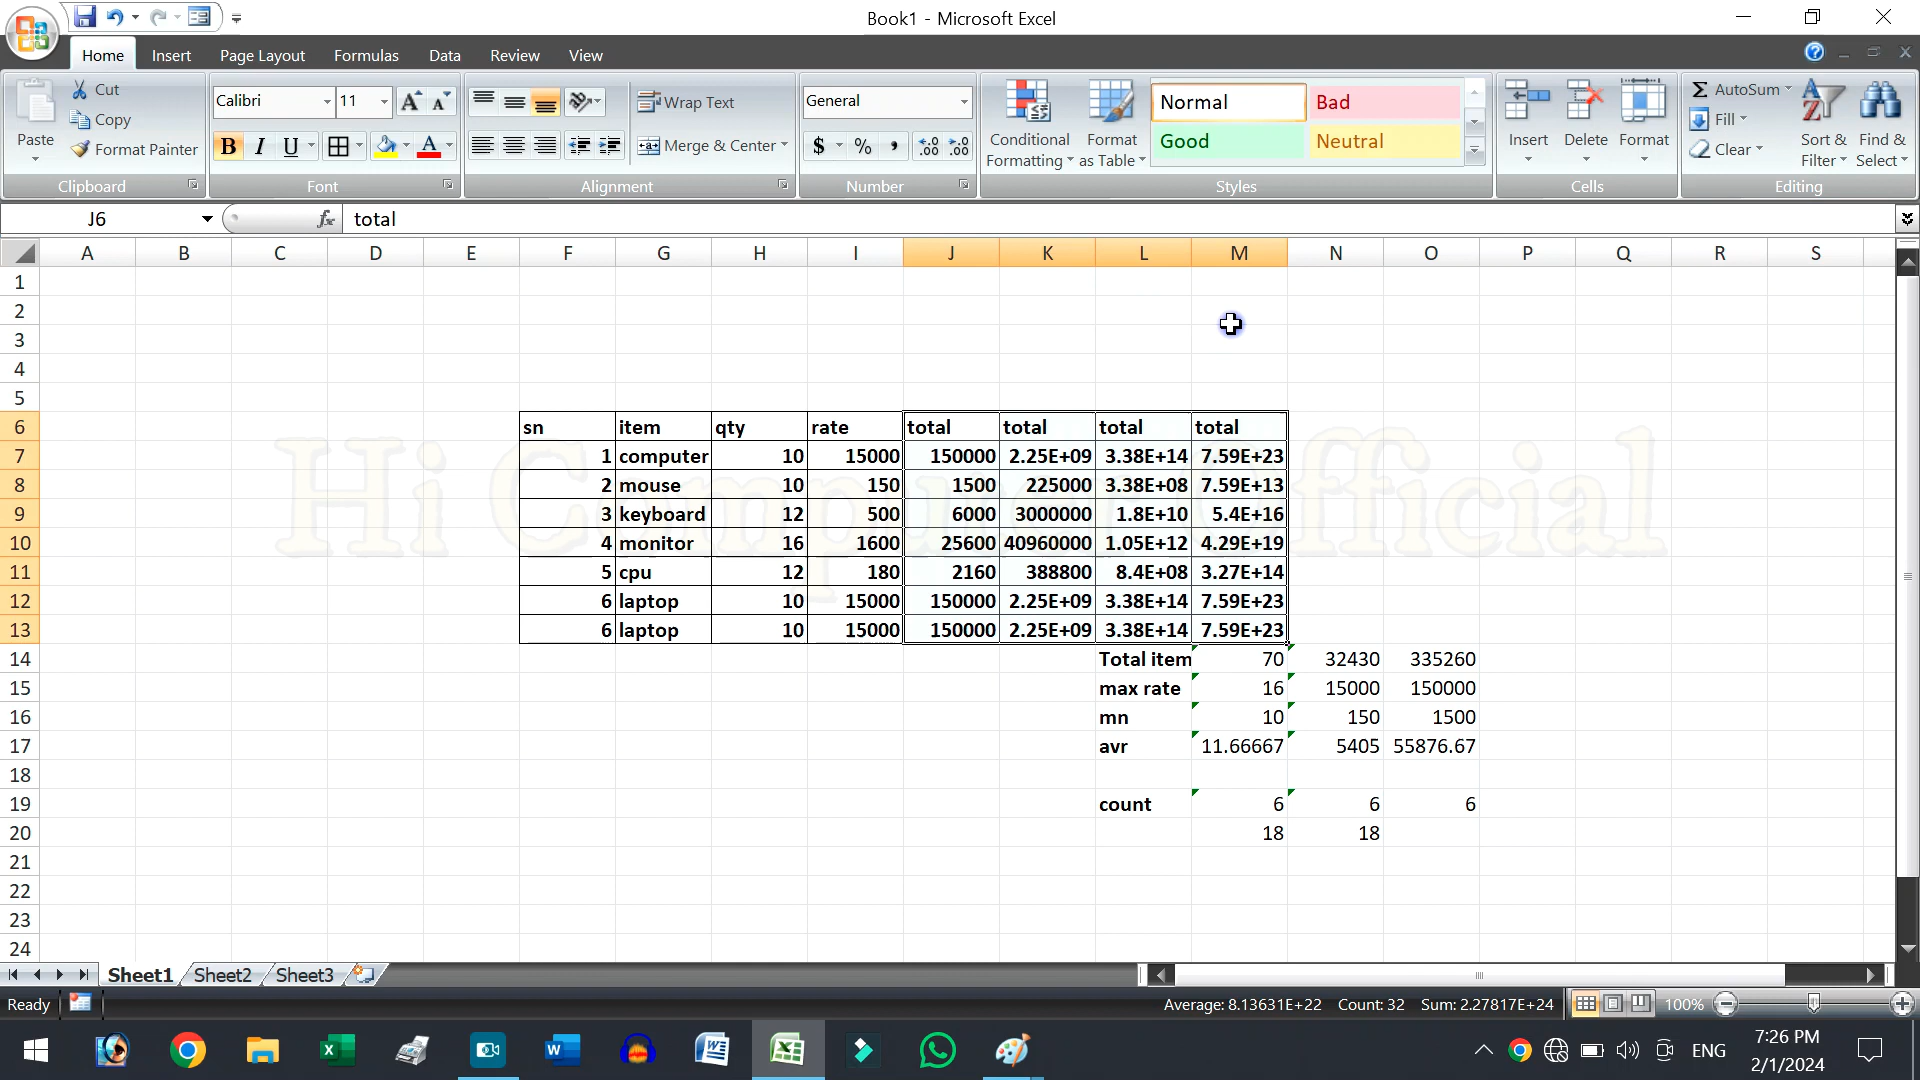 Book1 - Microsoft Excel
Home Insert Page Layout Formulas Data Review View
Paste Cut Copy Format Painter Clipboard
Calibri 11 B I U Font
Wrap Text Merge & Center Alignment
General $ % , Number
Conditional Formatting Format as Table Normal Bad Good Neutral Styles
Insert Delete Format Cells
Σ AutoSum Fill Clear Sort & Filter Find & Select Editing
J6 fx total
A B C D E F G H I J K L M N O P Q R S
1
2
3
4
5
6 sn item qty rate total total total total
7 1 computer 10 15000 150000 2.25E+09 3.38E+14 7.59E+23
8 2 mouse 10 150 1500 225000 3.38E+08 7.59E+13
9 3 keyboard 12 500 6000 3000000 1.8E+10 5.4E+16
10 4 monitor 16 1600 25600 40960000 1.05E+12 4.29E+19
11 5 cpu 12 180 2160 388800 8.4E+08 3.27E+14
12 6 laptop 10 15000 150000 2.25E+09 3.38E+14 7.59E+23
13 6 laptop 10 15000 150000 2.25E+09 3.38E+14 7.59E+23
Hi Computer Official
14 Total item 70 32430 335260
15 max rate 16 15000 150000
16 mn 10 150 1500
17 avr 11.66667 5405 55876.67
18
19 count 6 6 6
20 18 18
21
22
23
24
Sheet1 Sheet2 Sheet3
Ready Average: 8.13631E+22 Count: 32 Sum: 2.27817E+24 100%
ENG 7:26 PM
2/1/2024